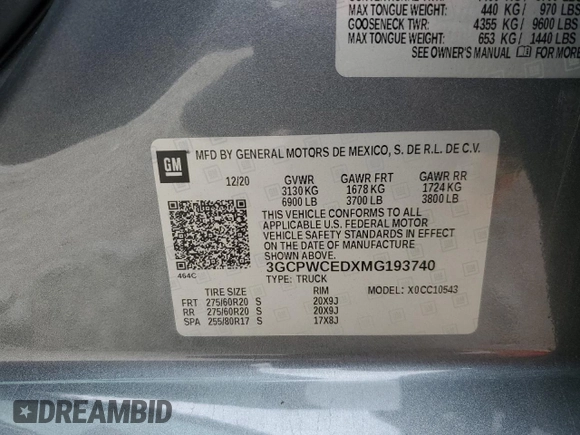 440 KG / 970 LBS
MAX TONGUE WEIGHT:
GOOSENECK TWR: 4355 KG / 9600 LBS
MAX TONGUE WEIGHT: 653 KG / 1440 LBS
SEE OWNER'S MANUAL FOR MORE
GM
MFD BY GENERAL MOTORS DE MEXICO, S. DE R.L. DE C.V.
12/20 GVWR GAWR FRT GAWR RR
3130 KG 1678 KG 1724 KG
6900 LB 3700 LB 3800 LB
THIS VEHICLE CONFORMS TO ALL
APPLICABLE U.S. FEDERAL MOTOR
VEHICLE SAFETY STANDARDS IN EFFECT
ON THE DATE OF MANUFACTURE
SHOWN ABOVE.
464C
3GCPWCEDXMG193740
TYPE: TRUCK
TIRE SIZE RIM MODEL: X0CC10543
FRT 275/60R20 S 20X9J
RR 275/60R20 S 20X9J
SPA 255/80R17 S 17X8J
DREAMBID